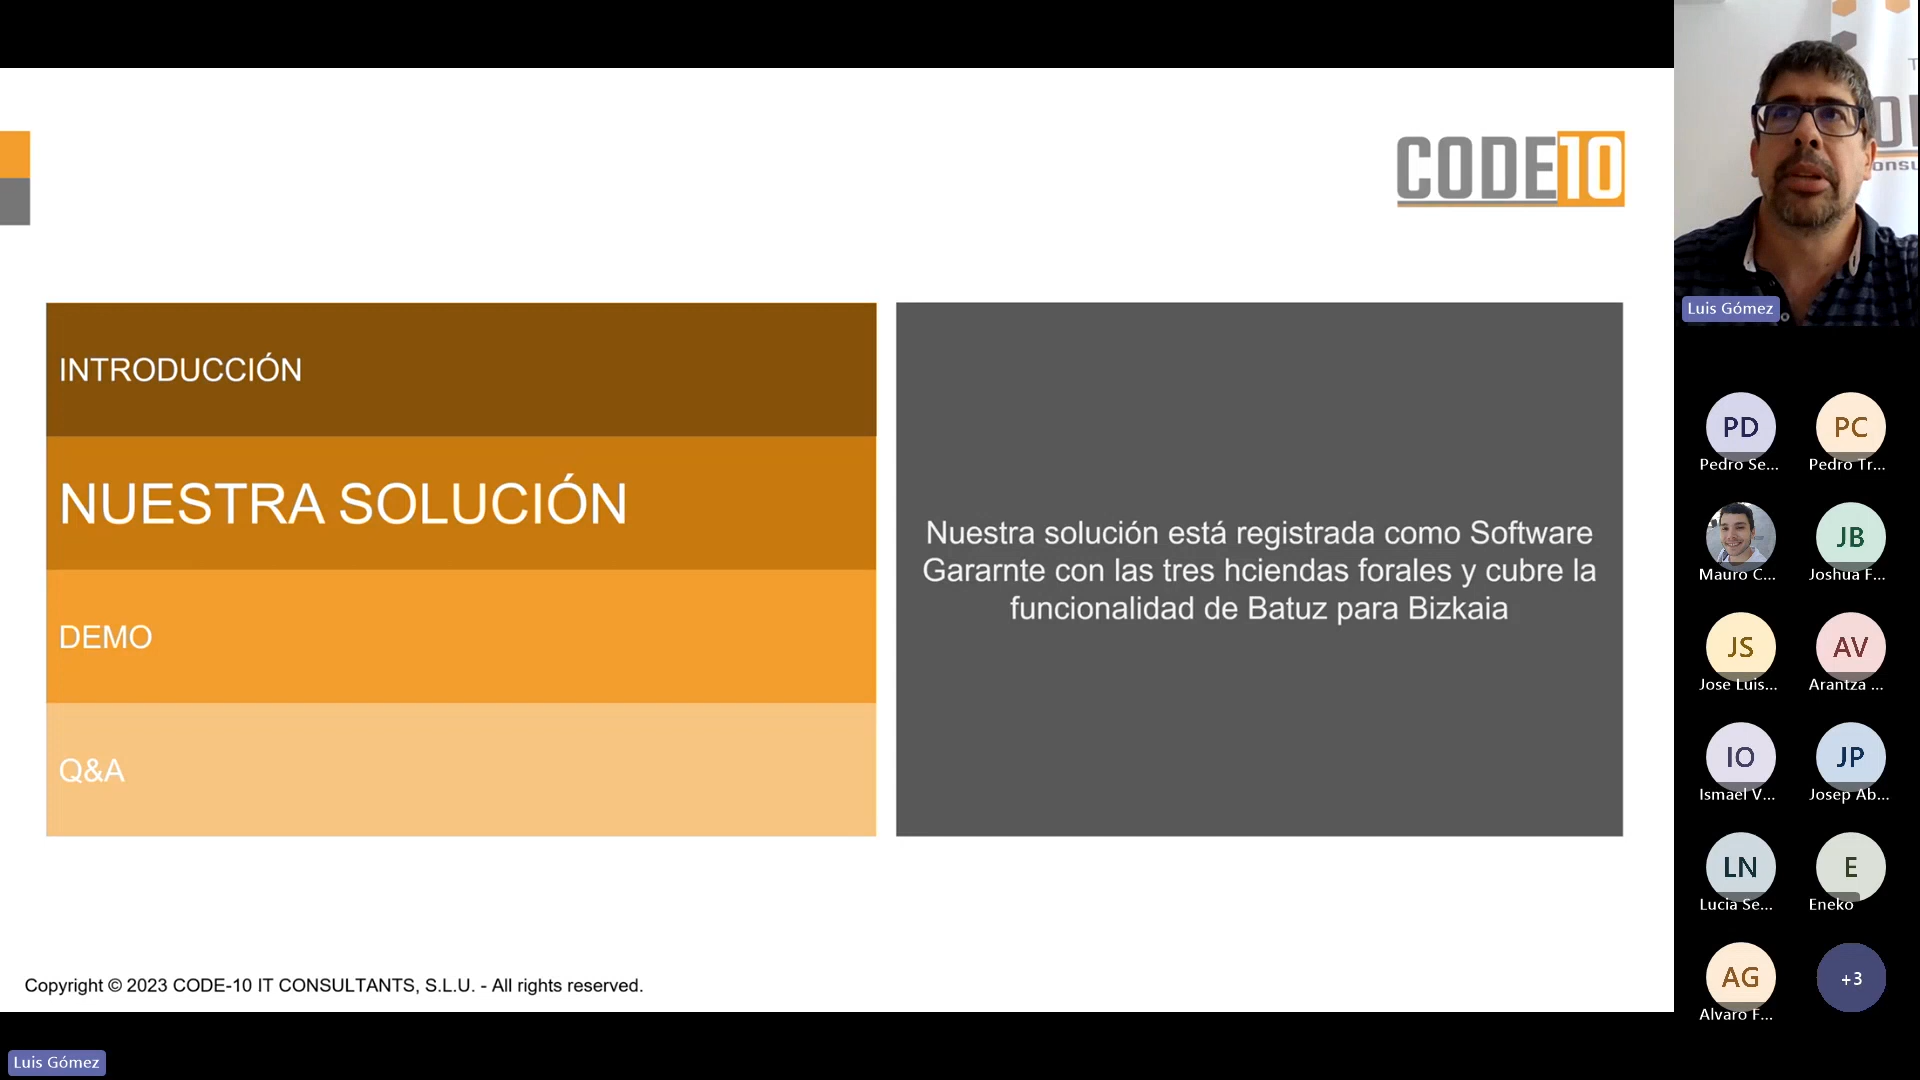 CODE10
INTRODUCCIÓN
NUESTRA SOLUCIÓN
DEMO
Q&A
Nuestra solución está registrada como Software
Gararnte con las tres hciendas forales y cubre la
funcionalidad de Batuz para Bizkaia
Copyright © 2023 CODE-10 IT CONSULTANTS, S.L.U. - All rights reserved.
Luis Gómez
Luis Gómez
PD
PC
Pedro Se...
Pedro Tr...
JB
Mauro C...
Joshua F...
JS
AV
Jose Luis...
Arantza ...
IO
JP
Ismael V...
Josep Ab...
LN
E
Lucia Se...
Eneko
AG
+3
Alvaro F...